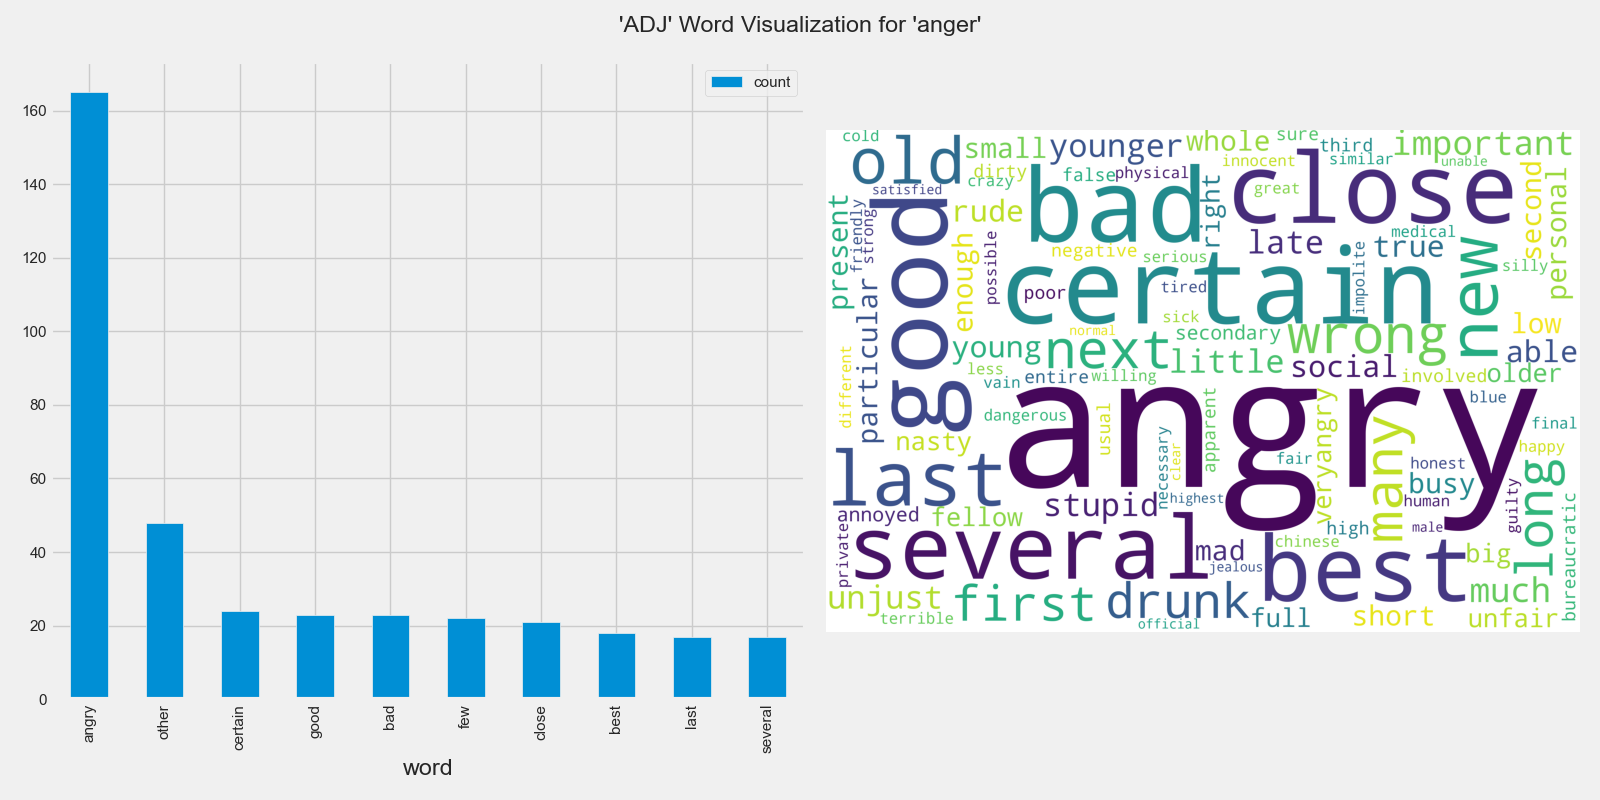 'ADJ' Word Visualization for 'anger'
count
160
140
120
100
80
60
40
20
0
angry
other
certain
good
bad
few
close
best
last
several
word
cold
old
small
younger
whole
sure
third
important
dirty
crazy
false
physical
innocent
similar
unable
satisfied
bad
close
great
second
personal
present
friendly
strong
good
rude
right
late
true
medical
new
silly
enough
possible
negative
serious
certain
impolite
particular
poor
tired
sick
normal
secondary
wrong
low
able
young
next
little
social
involved
older
different
less
vain
entire
willing
angry
blue
dangerous
usual
apparent
veryangry
many
final
happy
nasty
necessary
clear
fair
honest
busy
long
last
stupid
highest
human
guilty
annoyed
fellow
high
male
bureaucratic
private
several
mad
jealous
chinese
best
big
much
unjust
first
drunk
full
short
unfair
terrible
official